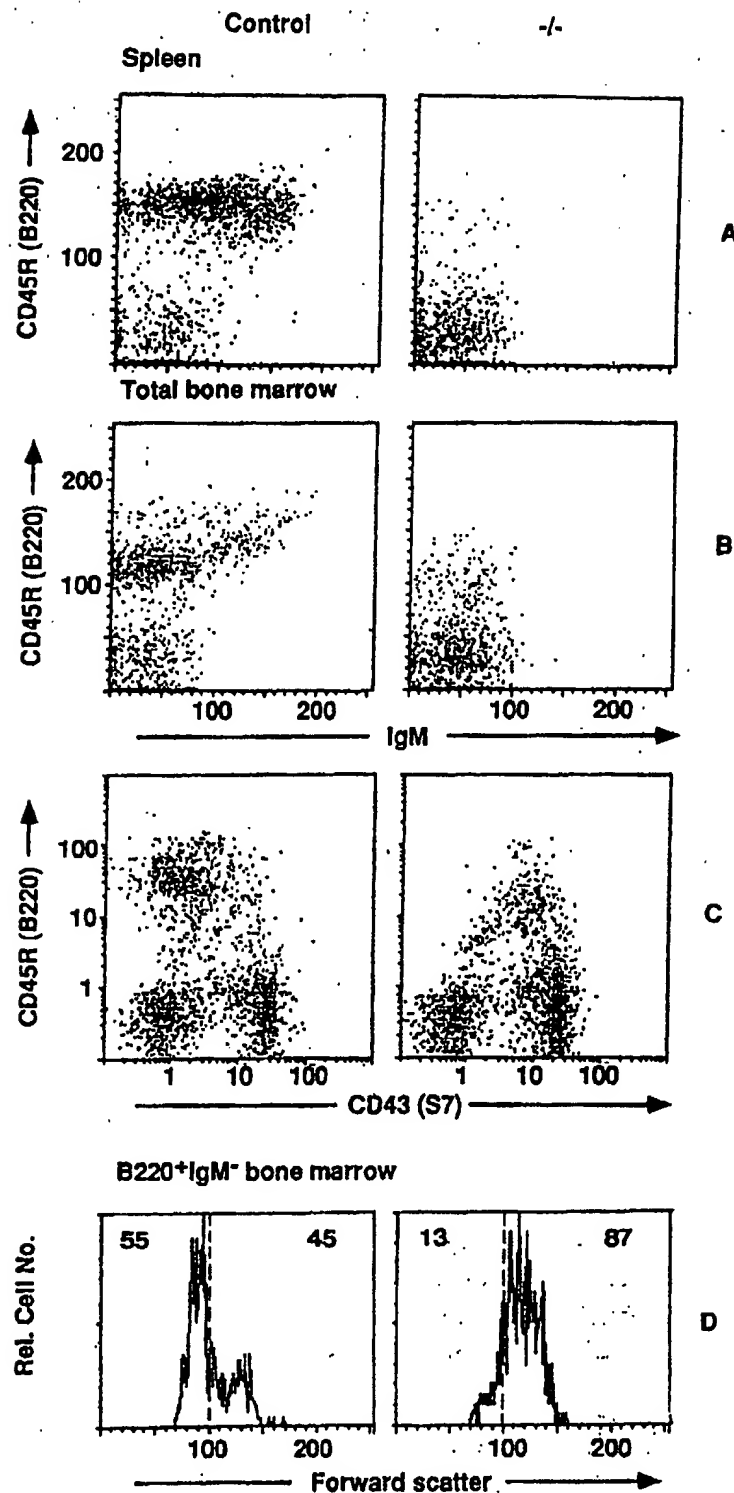 Control -/-
Spleen
CD45R (B220)
200
100
A
Total bone marrow
CD45R (B220)
200
100
B
100 200 100 200
IgM
CD45R (B220)
100
10
1
C
1 10 100 1 10 100
CD43 (S7)
B220+IgM- bone marrow
Rel. Cell No.
55 45 13 87
D
100 200 100 200
Forward scatter